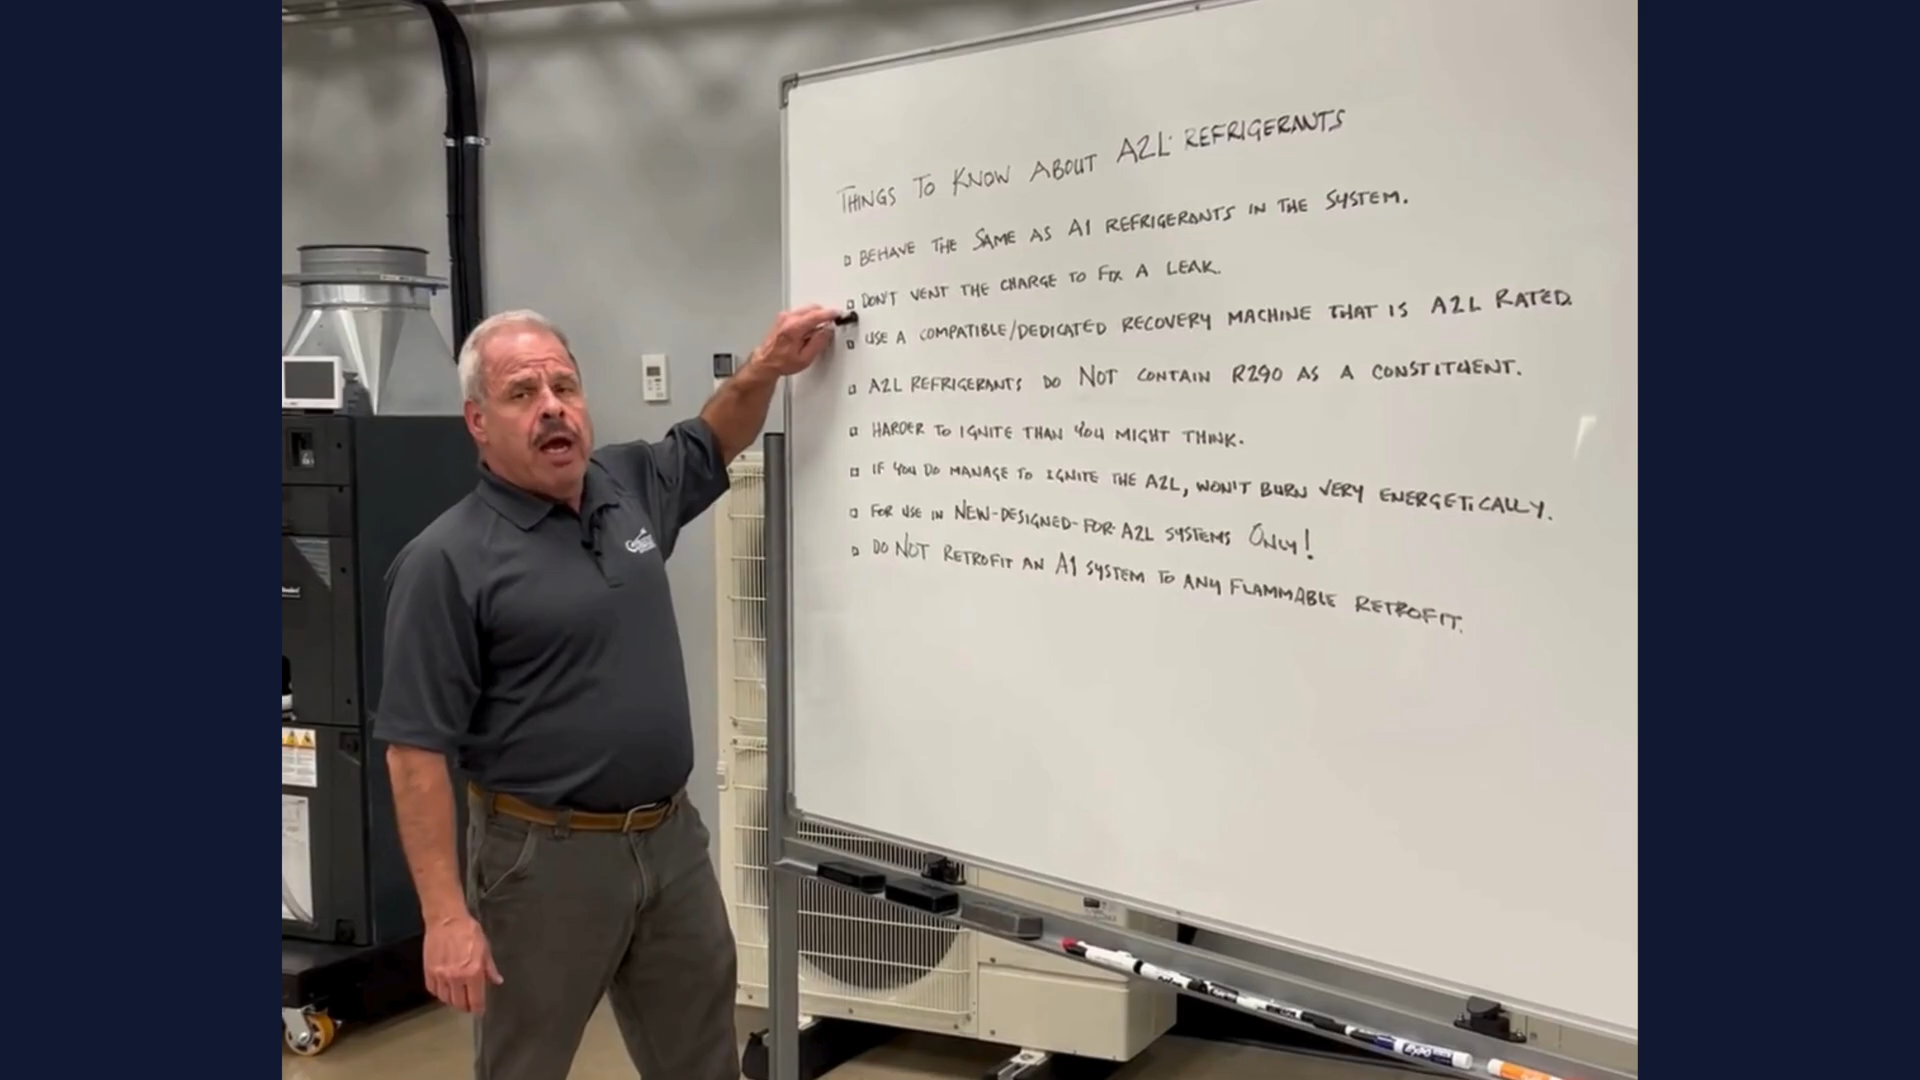 THINGS TO KNOW ABOUT A2L REFRIGERANTS
BEHAVE THE SAME AS A1 REFRIGERANTS IN THE SYSTEM.
DON'T VENT THE CHARGE TO FIX A LEAK.
USE A COMPATIBLE/DEDICATED RECOVERY MACHINE THAT IS A2L RATED.
A2L REFRIGERANTS DO NOT CONTAIN R290 AS A CONSTITUENT.
HARDER TO IGNITE THAN YOU MIGHT THINK.
IF YOU DO MANAGE TO IGNITE THE A2L, WON'T BURN VERY ENERGETICALLY.
FOR USE IN NEW-DESIGNED-FOR-A2L SYSTEMS ONLY!
DO NOT RETROFIT AN A1 SYSTEM TO ANY FLAMMABLE RETROFIT.